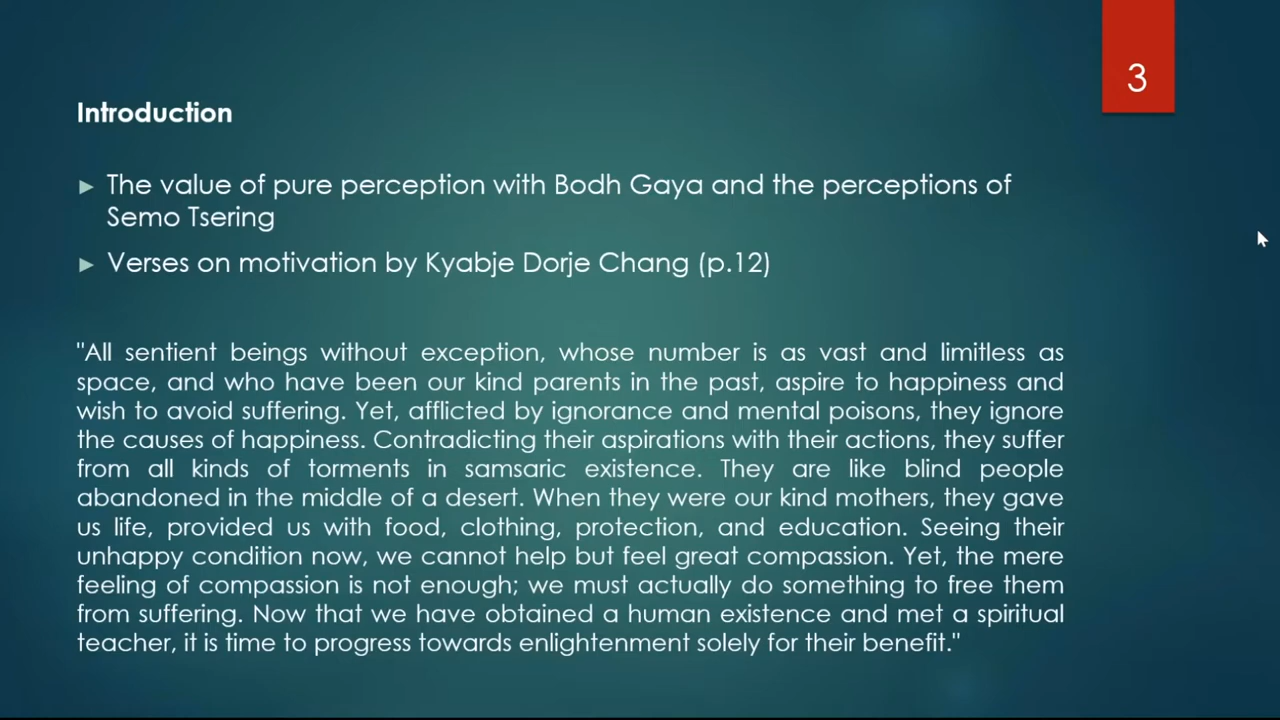 3
Introduction
The value of pure perception with Bodh Gaya and the perceptions of
Semo Tsering
Verses on motivation by Kyabje Dorje Chang (p.12)
"All sentient beings without exception, whose number is as vast and limitless as
space, and who have been our kind parents in the past, aspire to happiness and
wish to avoid suffering. Yet, afflicted by ignorance and mental poisons, they ignore
the causes of happiness. Contradicting their aspirations with their actions, they suffer
from all kinds of torments in samsaric existence. They are like blind people
abandoned in the middle of a desert. When they were our kind mothers, they gave
us life, provided us with food, clothing, protection, and education. Seeing their
unhappy condition now, we cannot help but feel great compassion. Yet, the mere
feeling of compassion is not enough; we must actually do something to free them
from suffering. Now that we have obtained a human existence and met a spiritual
teacher, it is time to progress towards enlightenment solely for their benefit."